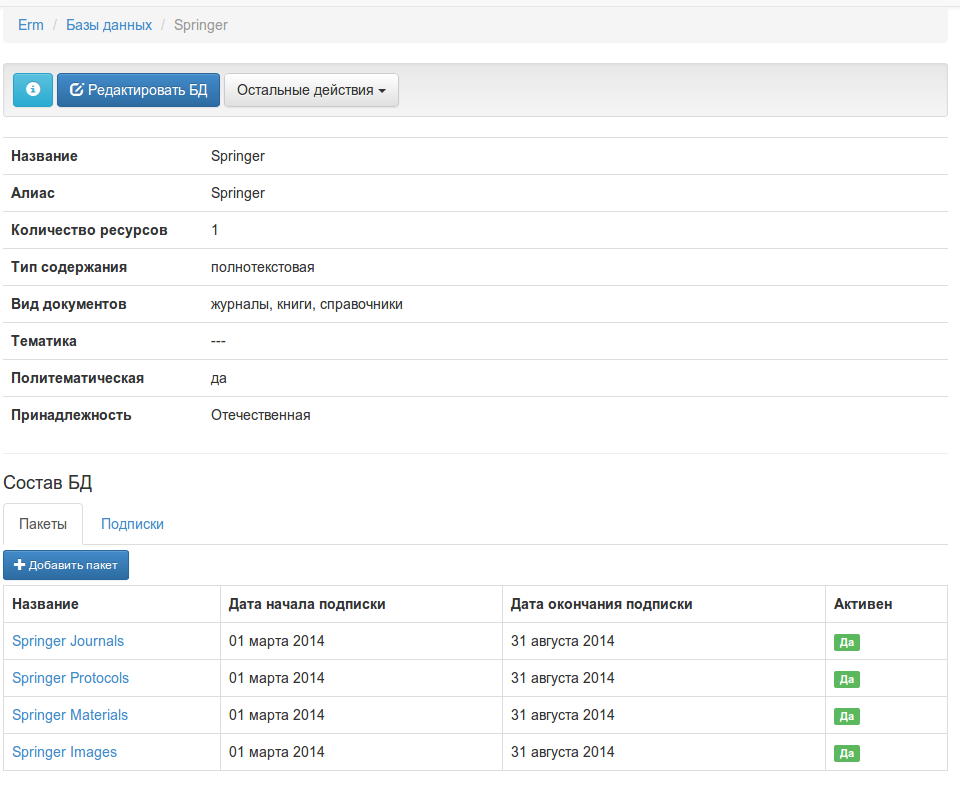 Erm / Базы данных / Springer
Редактировать БД Остальные действия
Название Springer
Алиас Springer
Количество ресурсов 1
Тип содержания полнотекстовая
Вид документов журналы, книги, справочники
Тематика ---
Политематическая да
Принадлежность Отечественная
Состав БД
Пакеты Подписки
Добавить пакет
Название Дата начала подписки Дата окончания подписки Активен
Springer Journals 01 марта 2014 31 августа 2014 Да
Springer Protocols 01 марта 2014 31 августа 2014 Да
Springer Materials 01 марта 2014 31 августа 2014 Да
Springer Images 01 марта 2014 31 августа 2014 Да